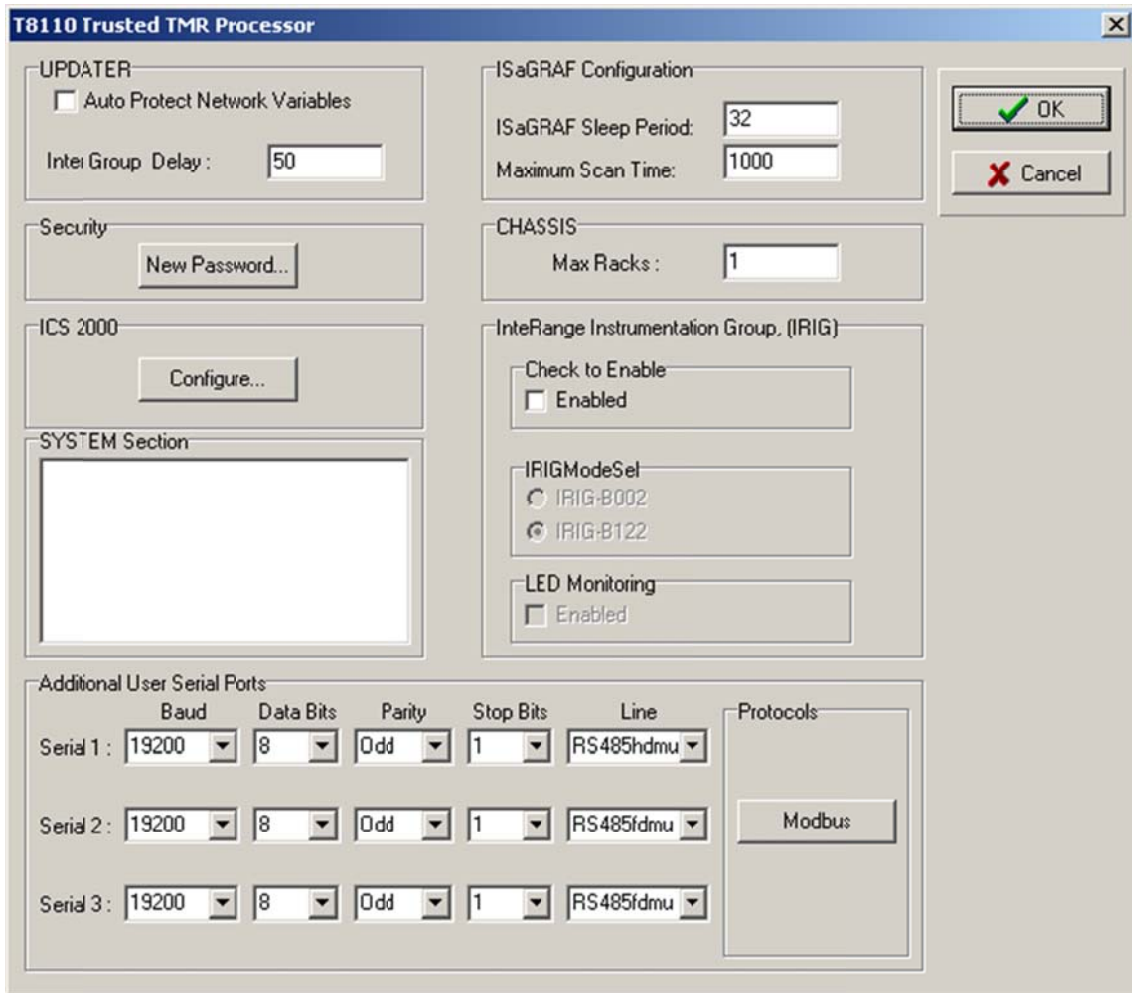 T8110 Trusted TMR Processor
UPDATER
Auto Protect Network Variables
Inter Group Delay :
50
ISaGRAF Configuration
ISaGRAF Sleep Period:
32
Maximum Scan Time:
1000
OK
Cancel
Security
New Password...
CHASSIS
Max Racks :
1
ICS 2000
Configure...
InteRange Instrumentation Group, (IRIG)
Check to Enable
Enabled
SYSTEM Section
IRIGModeSel
IRIG-B002
IRIG-B122
LED Monitoring
Enabled
Additional User Serial Ports
Baud Data Bits Parity Stop Bits Line
Serial 1 : 19200 8 Odd 1 RS485hdmu
Serial 2 : 19200 8 Odd 1 RS485fdmu
Serial 3 : 19200 8 Odd 1 RS485fdmu
Protocols
Modbus